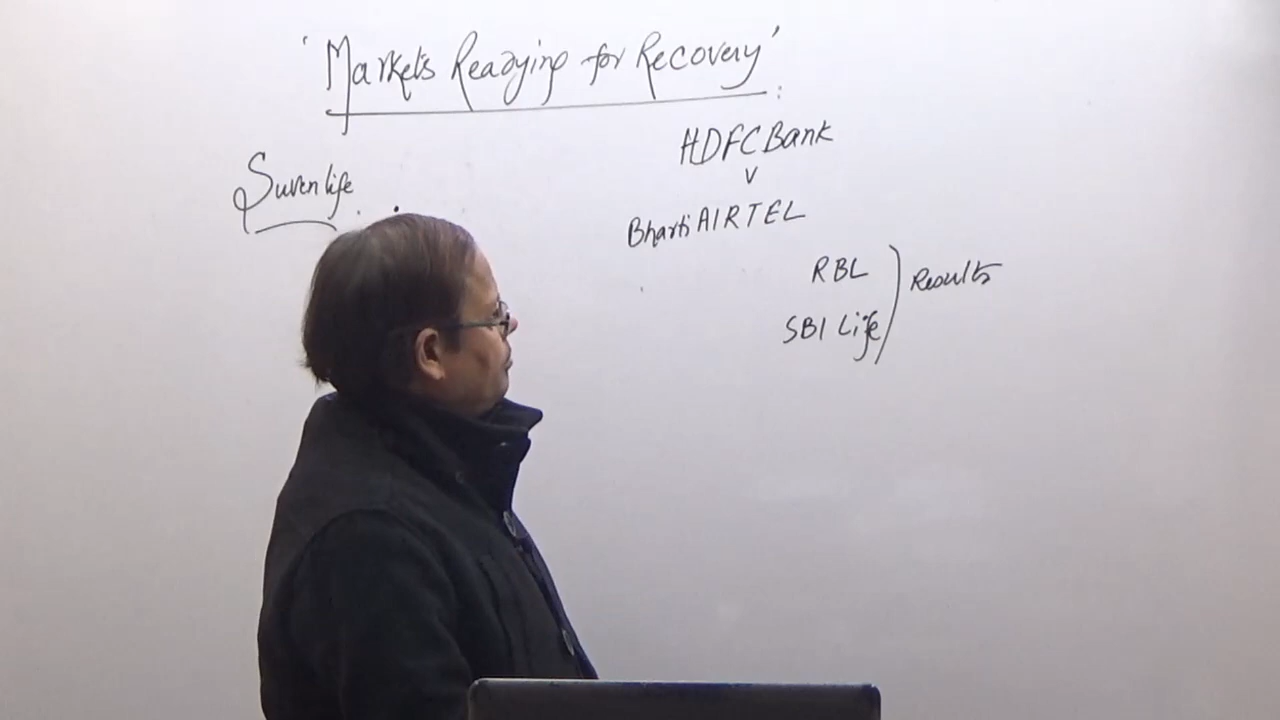 'Markets Readying for Recovery':
HDFC Bank
Suven life
v
Bharti AIRTEL
RBL
Results
SBI Life